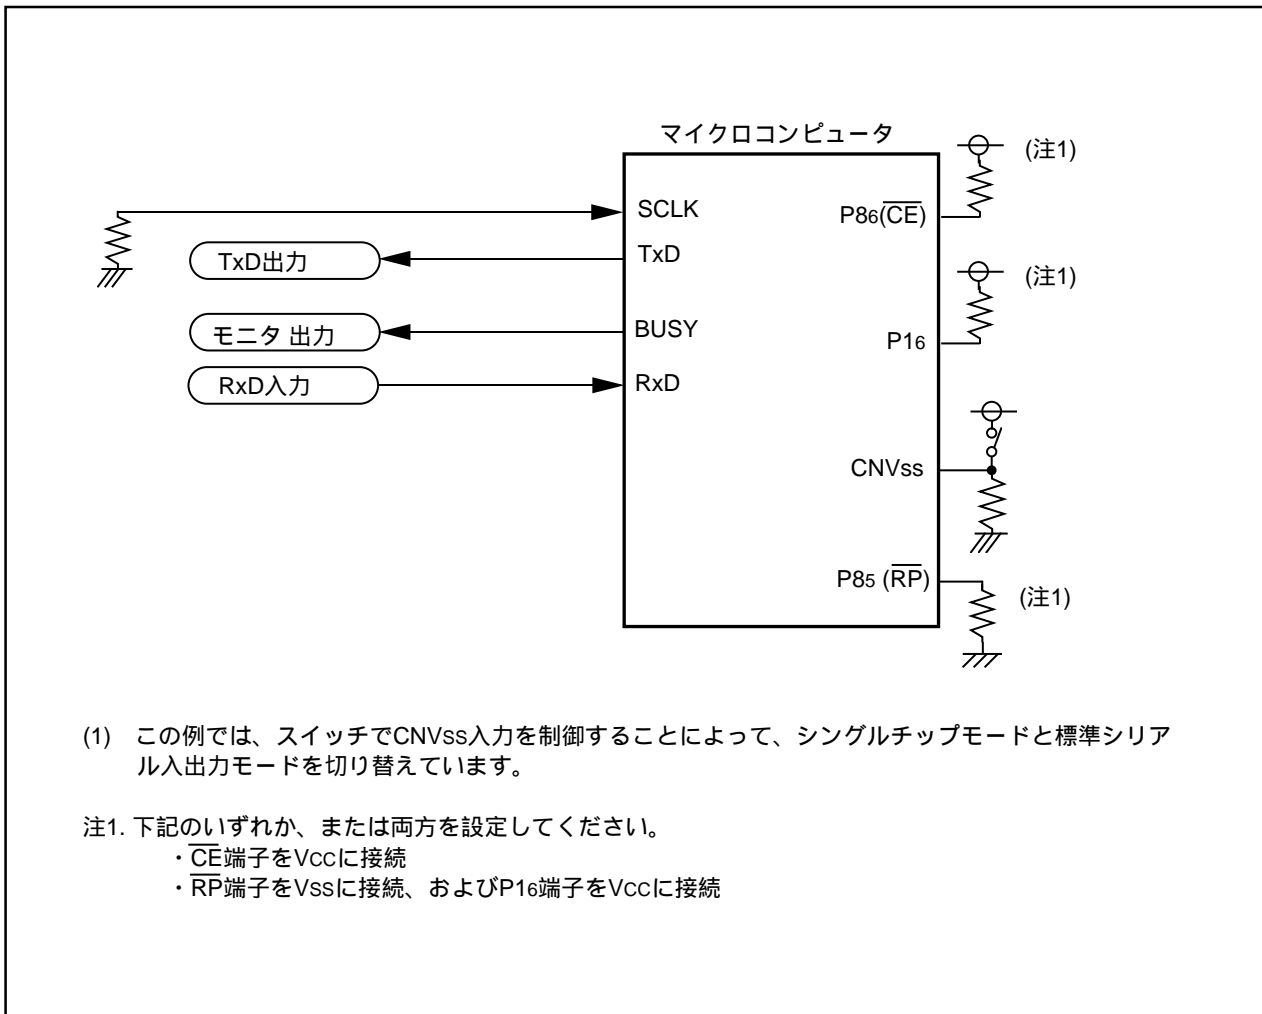 マイクロコンピュータ
(注1)
SCLK
P86(CE)
TxD
TxD出力
(注1)
モニタ 出力
BUSY
P16
RxD入力
RxD
CNVss
P85 (RP)
(注1)
(1) この例では、スイッチでCNVss入力を制御することによって、シングルチップモードと標準シリア
ル入出力モードを切り替えています。
注1. 下記のいずれか、または両方を設定してください。
・CE端子をVccに接続
・RP端子をVssに接続、およびP16端子をVccに接続